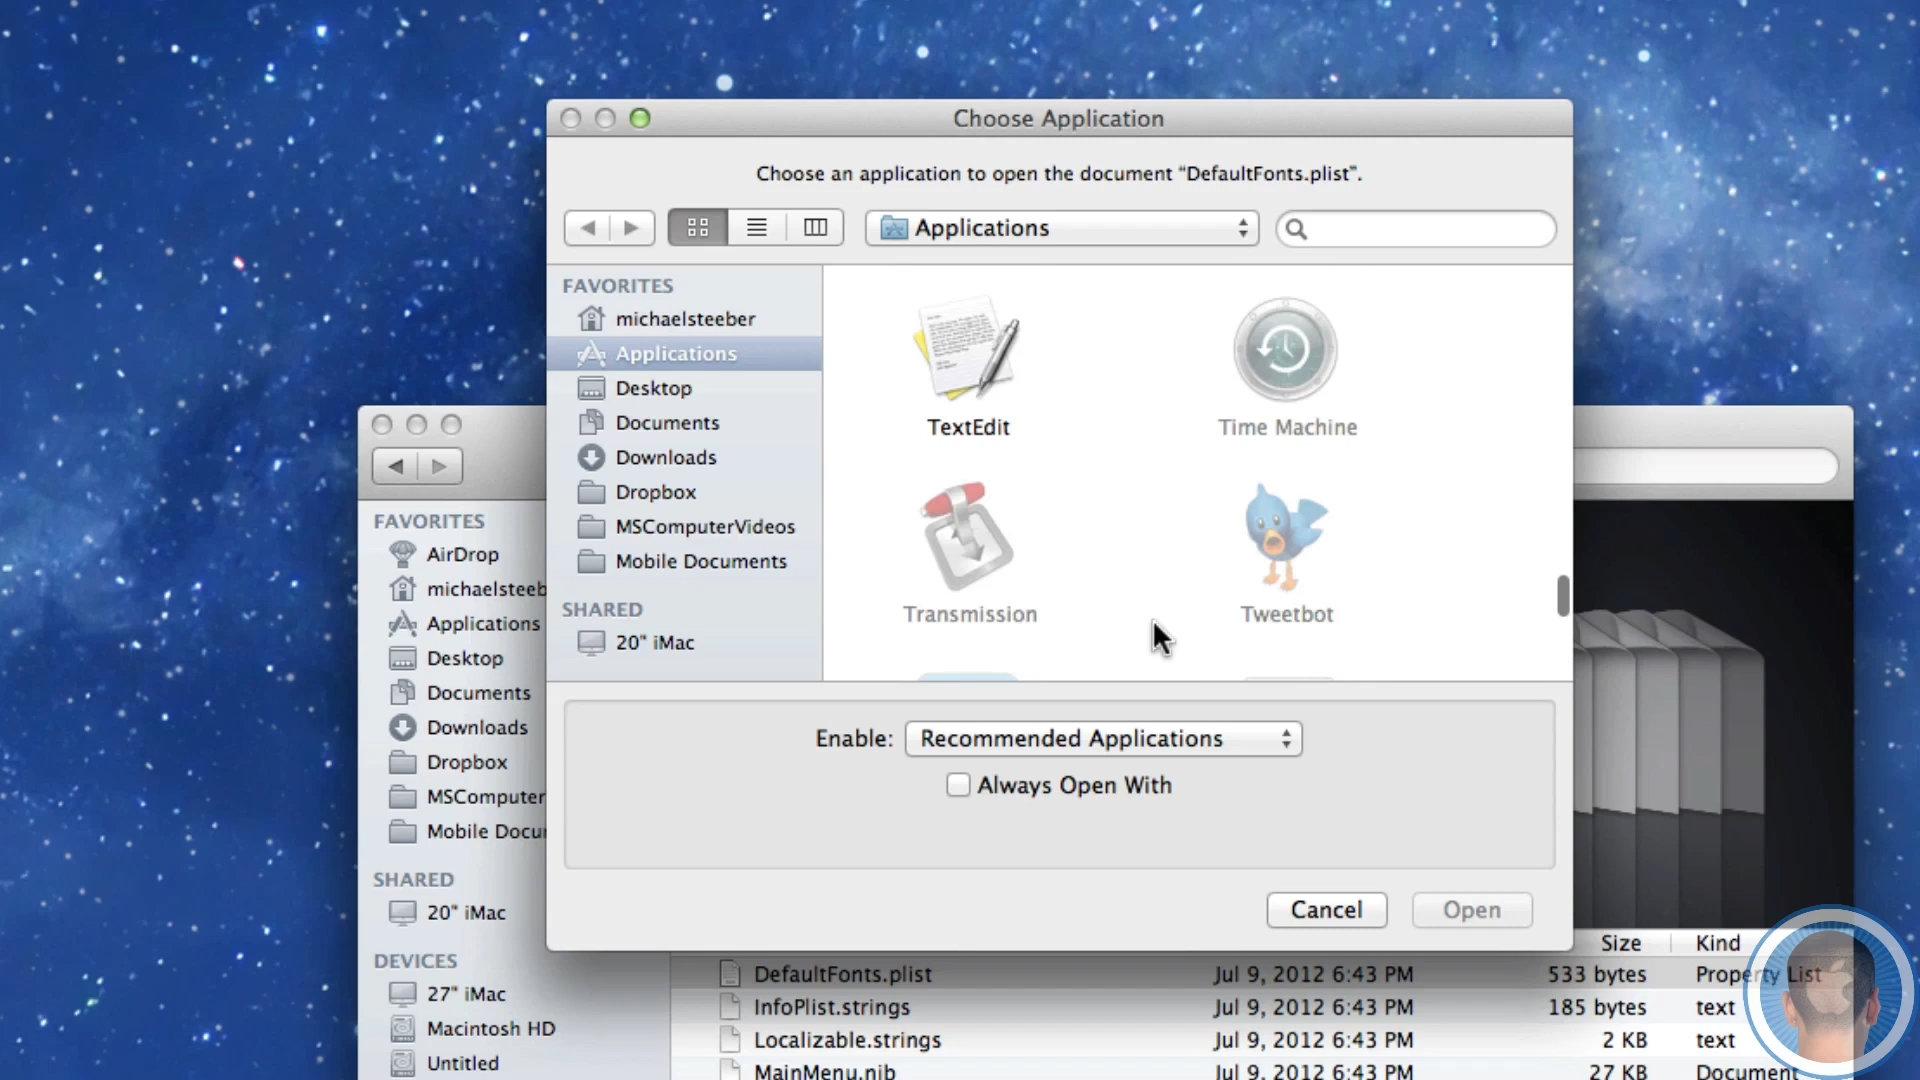 Choose Application
Choose an application to open the document “DefaultFonts.plist”.
Applications
FAVORITES
michaelsteeber
Applications
Desktop
Documents
Downloads
Dropbox
MSComputerVideos
Mobile Documents
SHARED
20" iMac
TextEdit
Time Machine
Transmission
Tweetbot
Enable: Recommended Applications
Always Open With
Cancel
Open
FAVORITES
AirDrop
michaelsteeb
Applications
Desktop
Documents
Downloads
Dropbox
MSComputer
Mobile Docu
SHARED
20" iMac
DEVICES
27" iMac
Macintosh HD
Untitled
Size Kind
DefaultFonts.plist Jul 9, 2012 6:43 PM 533 bytes Property List
InfoPlist.strings Jul 9, 2012 6:43 PM 185 bytes text
Localizable.strings Jul 9, 2012 6:43 PM 2 KB text
MainMenu.nib Jul 9, 2012 6:43 PM 27 KB Document